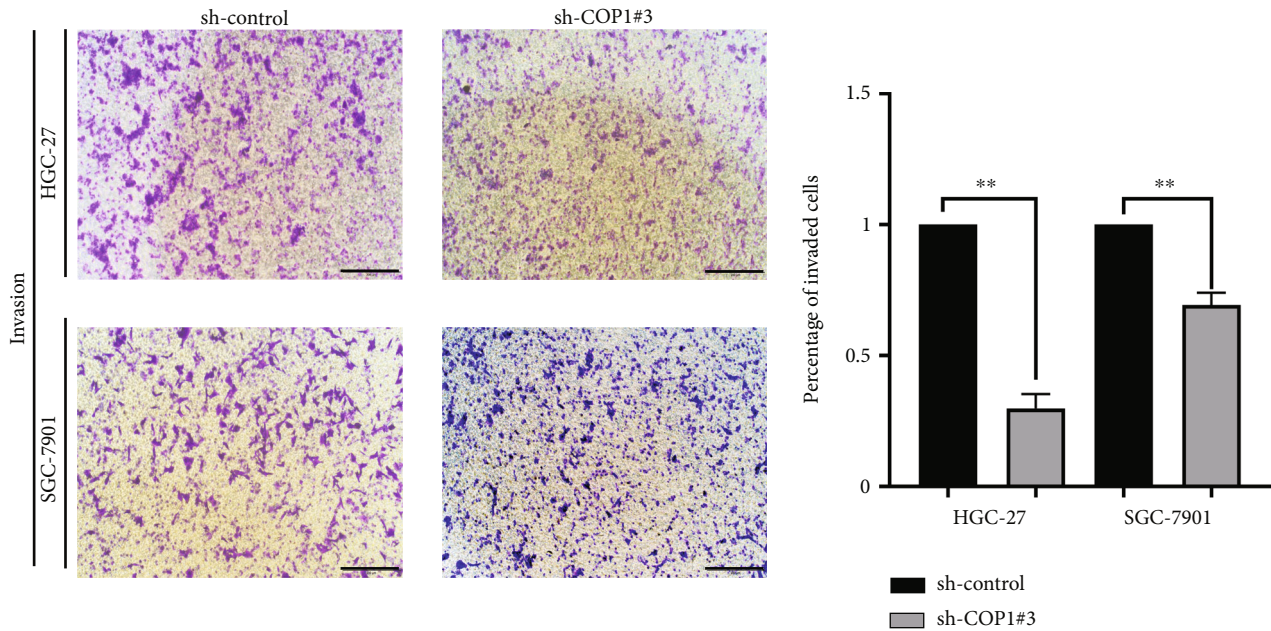 sh-control
sh-COP1#3
Invasion
HGC-27
SGC-7901
Percentage of invaded cells
1.5
1
0.5
0
**
**
HGC-27
SGC-7901
sh-control
sh-COP1#3